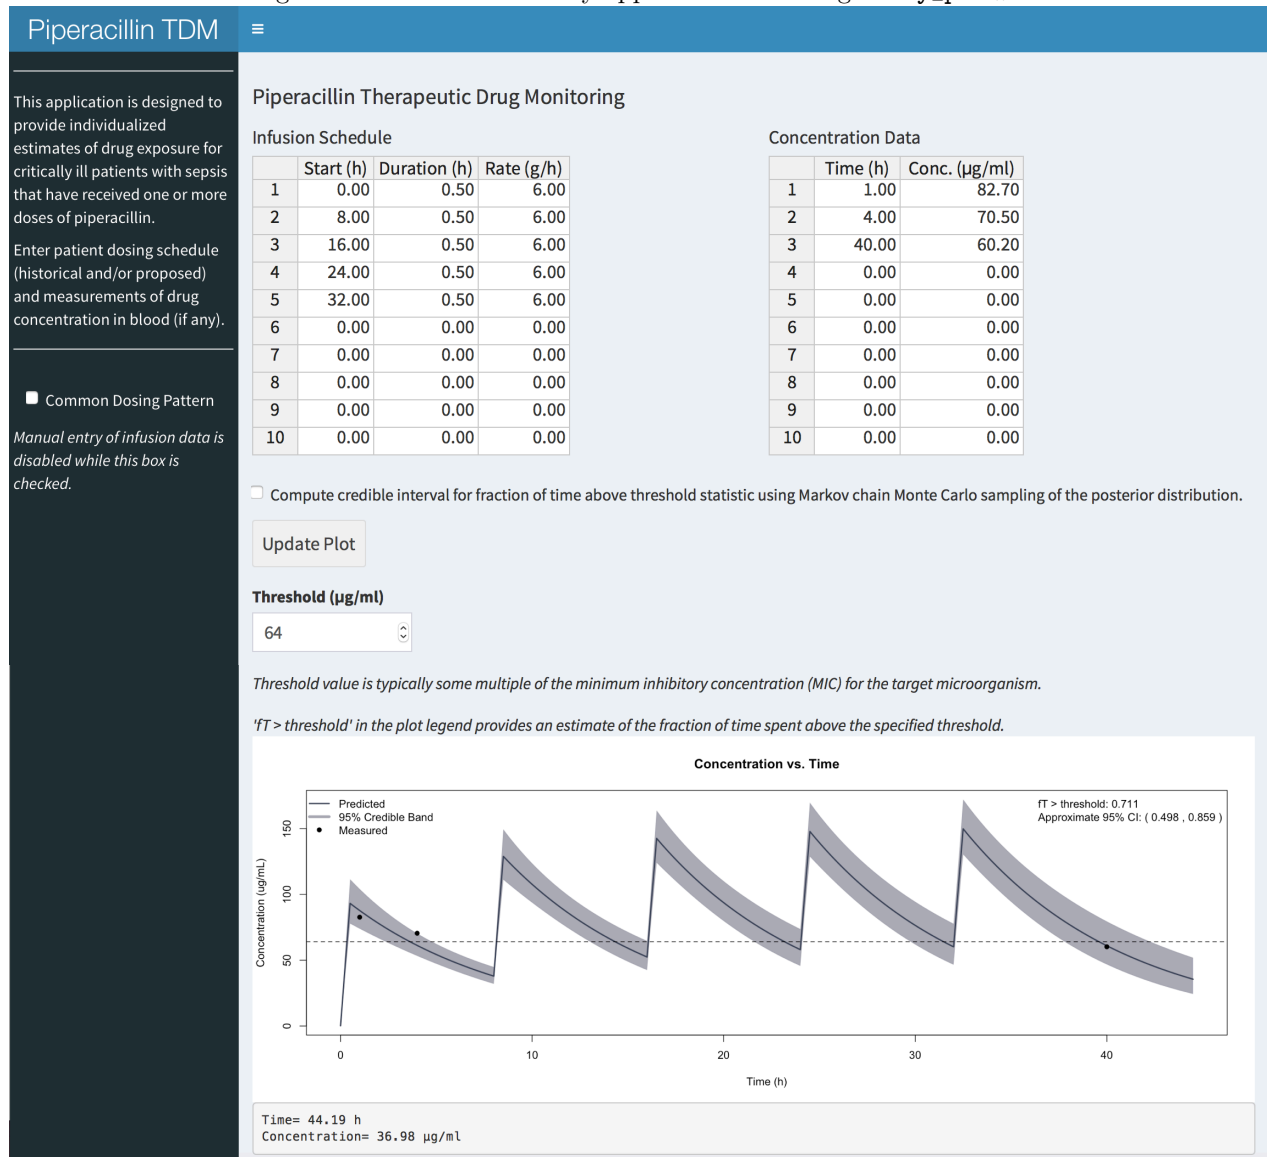 Piperacillin TDM
This application is designed to
provide individualized
estimates of drug exposure for
critically ill patients with sepsis
that have received one or more
doses of piperacillin.
Enter patient dosing schedule
(historical and/or proposed)
and measurements of drug
concentration in blood (if any).
Common Dosing Pattern
Manual entry of infusion data is
disabled while this box is
checked.
Piperacillin Therapeutic Drug Monitoring
Infusion Schedule
Start (h) Duration (h) Rate (g/h)
1 0.00 0.50 6.00
2 8.00 0.50 6.00
3 16.00 0.50 6.00
4 24.00 0.50 6.00
5 32.00 0.50 6.00
6 0.00 0.00 0.00
7 0.00 0.00 0.00
8 0.00 0.00 0.00
9 0.00 0.00 0.00
10 0.00 0.00 0.00
Concentration Data
Time (h) Conc. (µg/ml)
1 1.00 82.70
2 4.00 70.50
3 40.00 60.20
4 0.00 0.00
5 0.00 0.00
6 0.00 0.00
7 0.00 0.00
8 0.00 0.00
9 0.00 0.00
10 0.00 0.00
Compute credible interval for fraction of time above threshold statistic using Markov chain Monte Carlo sampling of the posterior distribution.
Update Plot
Threshold (µg/ml)
64
Threshold value is typically some multiple of the minimum inhibitory concentration (MIC) for the target microorganism.
'fT > threshold' in the plot legend provides an estimate of the fraction of time spent above the specified threshold.
Concentration vs. Time
Predicted
95% Credible Band
Measured
fT > threshold: 0.711
Approximate 95% CI: ( 0.498 , 0.859 )
Concentration (ug/mL)
150
100
50
0
0 10 20 30 40
Time (h)
Time= 44.19 h
Concentration= 36.98 µg/ml